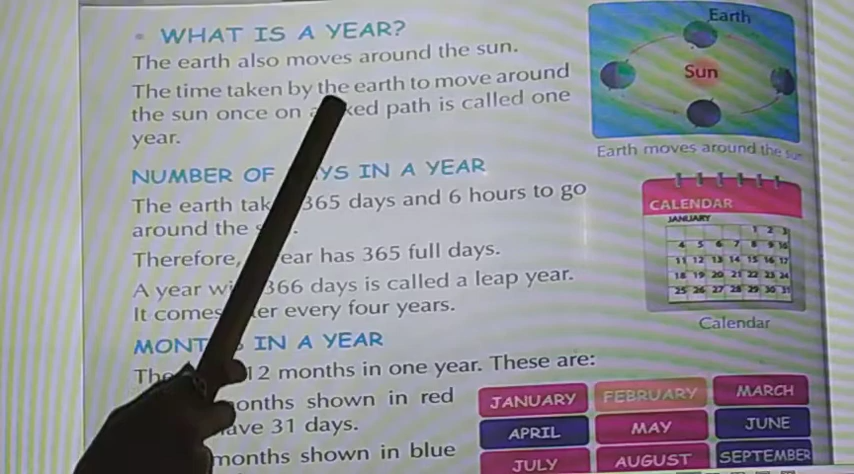 WHAT IS A YEAR?
The earth also moves around the sun.
The time taken by the earth to move around
the sun once on a ked path is called one
year.
NUMBER OF YS IN A YEAR
The earth tak 365 days and 6 hours to go
around the
Therefore, ear has 365 full days.
A year wi 366 days is called a leap year.
It comes ter every four years.
MONT IN A YEAR
The 12 months in one year. These are:
onths shown in red
ave 31 days.
months shown in blue
Earth
Sun
Earth moves around the sun
CALENDAR
JANUARY
1 2 3
4 5 6 7 8 9 10
11 12 13 14 15 16 17
18 19 20 21 22 23 24
25 26 27 28 29 30 31
Calendar
JANUARY FEBRUARY MARCH
APRIL MAY JUNE
JULY AUGUST SEPTEMBER